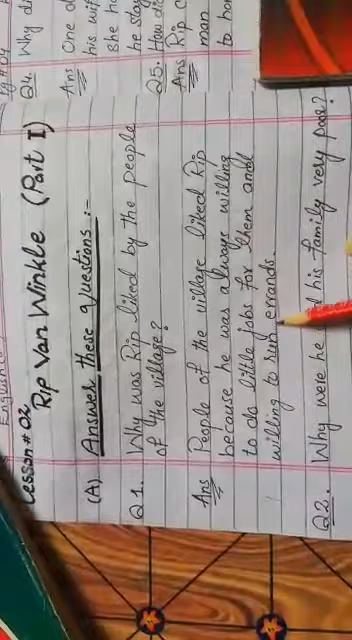 English
Lesson # 02
Rip Van Winkle (Part I)
(A) Answer these questions :-
Q1. Why was Rip liked by the people
of the village?
Ans People of the village liked Rip
because he was always willing
to do little jobs for them and
willing to run errands.
Q2. Why were he his family very poor?
Q4. Why
Ans One
his
she
he
Q5. How
Ans Rip
man
to